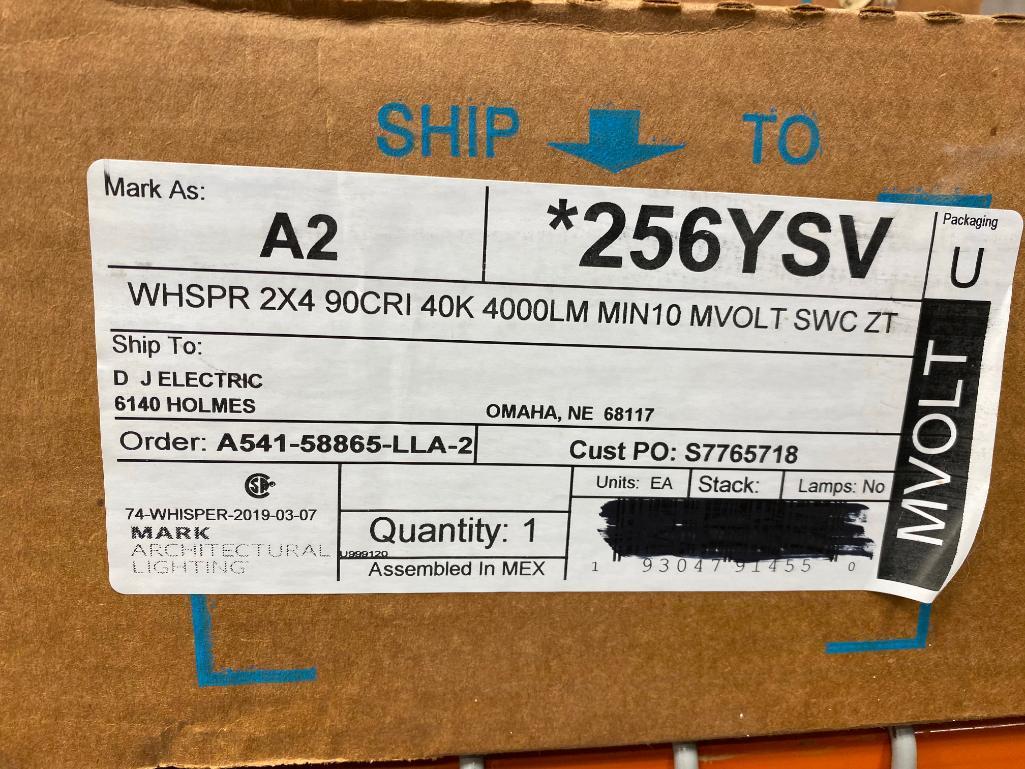 SHIP TO
Mark As:
A2
*256YSV
Packaging
U
WHSPR 2X4 90CRI 40K 4000LM MIN10 MVOLT SWC ZT
MVOLT
Ship To:
D J ELECTRIC
6140 HOLMES
OMAHA, NE 68117
Order: A541-58865-LLA-2
Cust PO: S7765718
Units: EA
Stack:
Lamps: No
74-WHISPER-2019-03-07
MARK
ARCHITECTURAL
LIGHTING
U999120
Quantity: 1
Assembled In MEX
1 93047 91455 0